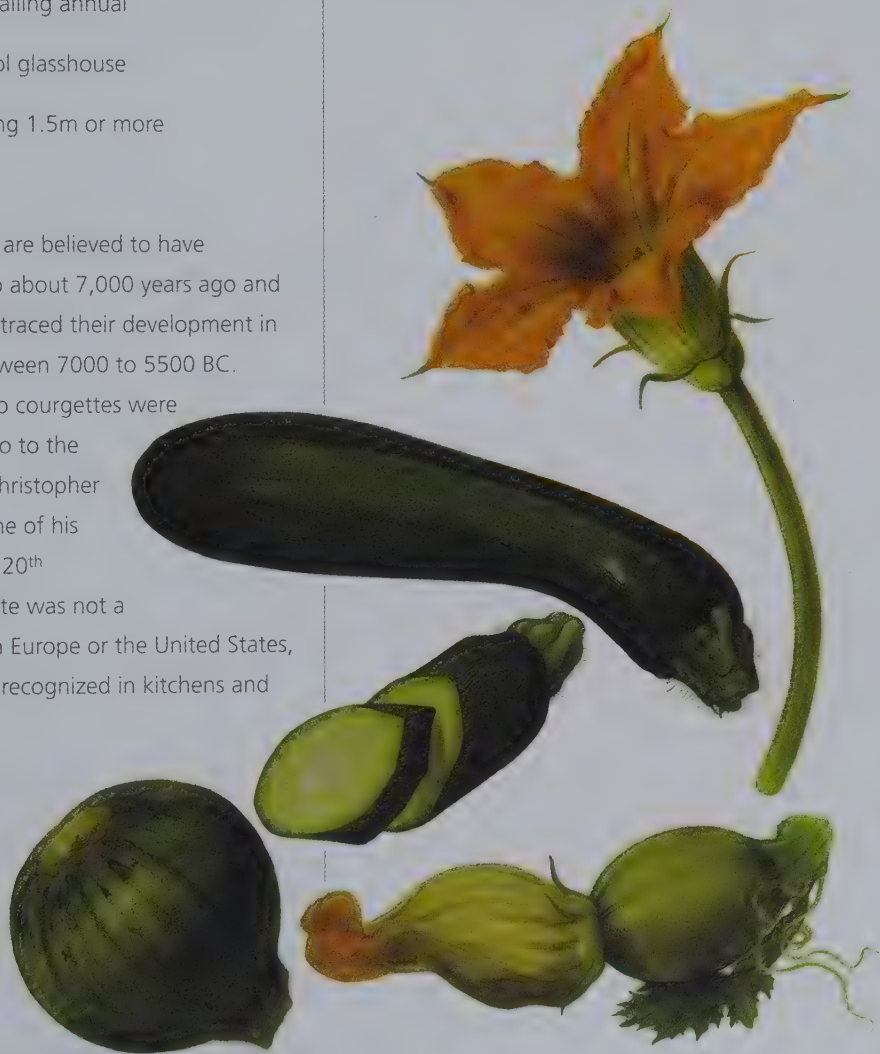 ailing annual
ol glasshouse
ng 1.5m or more
are believed to have
o about 7,000 years ago and
traced their development in
ween 7000 to 5500 BC.
o courgettes were
o to the
hristopher
ne of his
20th
te was not a
n Europe or the United States,
recognized in kitchens and